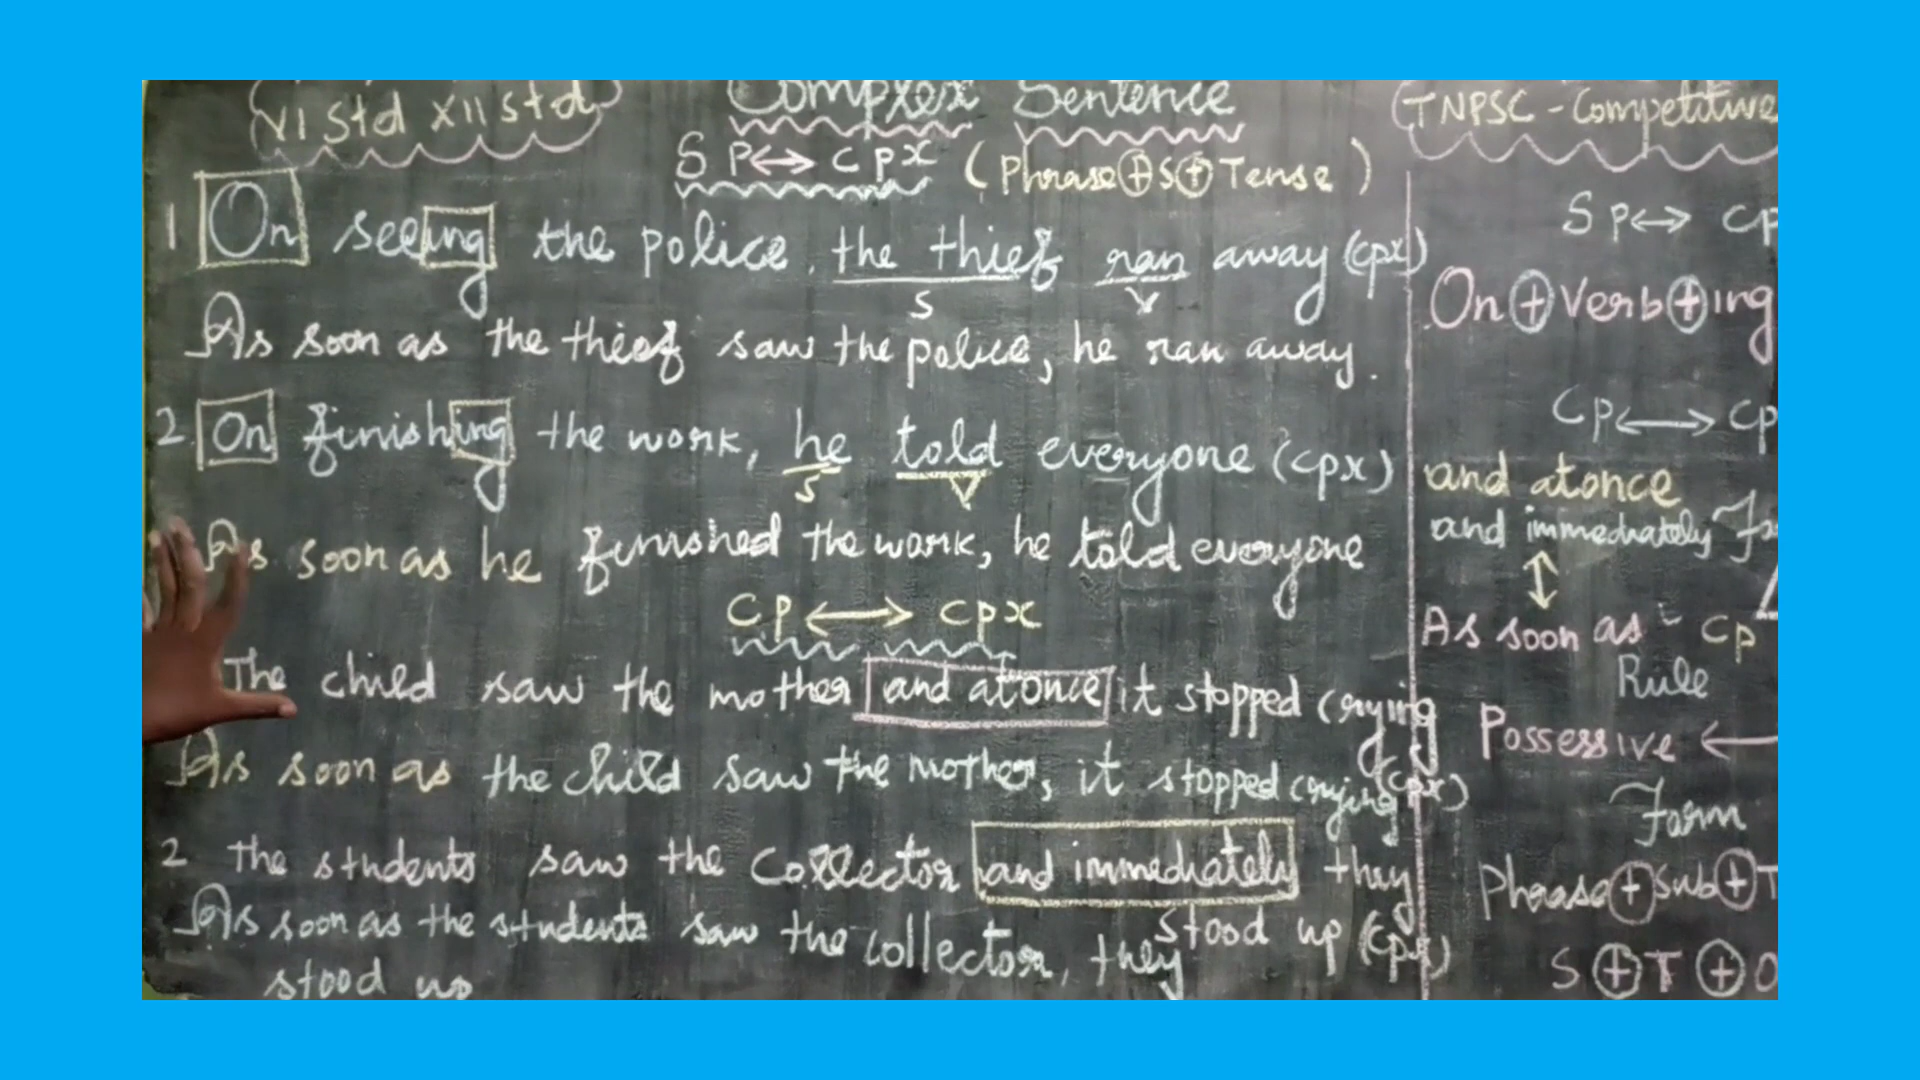 VI Std XII Std
Complex Sentence
SP ↔ cpx (Phrase + S + Tense)
1 On seeing the police, the thief ran away (cpx)
S V
As soon as the thief saw the police, he ran away.
2. On finishing the work, he told everyone (cpx)
S V
As soon as he finished the work, he told everyone
Cp ↔ cpx
The child saw the mother and atonce it stopped crying
(cpx)
As soon as the child saw the mother, it stopped crying
2 The students saw the Collector and immediately they
stood up (cpx)
As soon as the students saw the collector, they
stood up
TNPSC - Competitive
SP ↔ Cp
On + Verb + ing
Cp ↔ Cp
and atonce
and immediately
↕
As soon as - Cp
Rule
Possessive ←
Form
Phrase + Sub + T
S + T + O